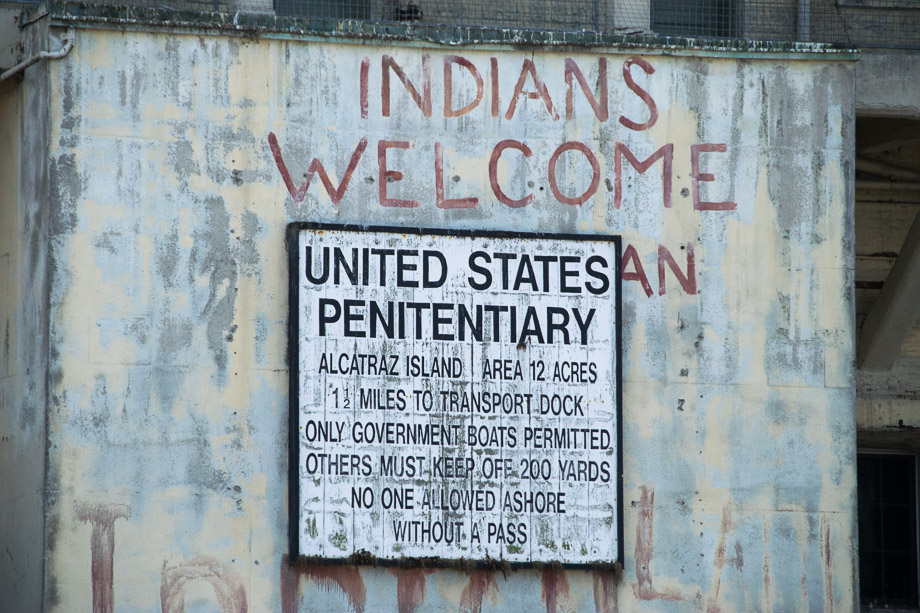 INDIANS
WELCOME
UNITED STATES
PENITENTIARY
ALCATRAZ ISLAND AREA 12 ACRES
1½ MILES TO TRANSPORT DOCK
ONLY GOVERNMENT BOATS PERMITTED
OTHERS MUST KEEP OFF 200 YARDS
NO ONE ALLOWED ASHORE
WITHOUT A PASS